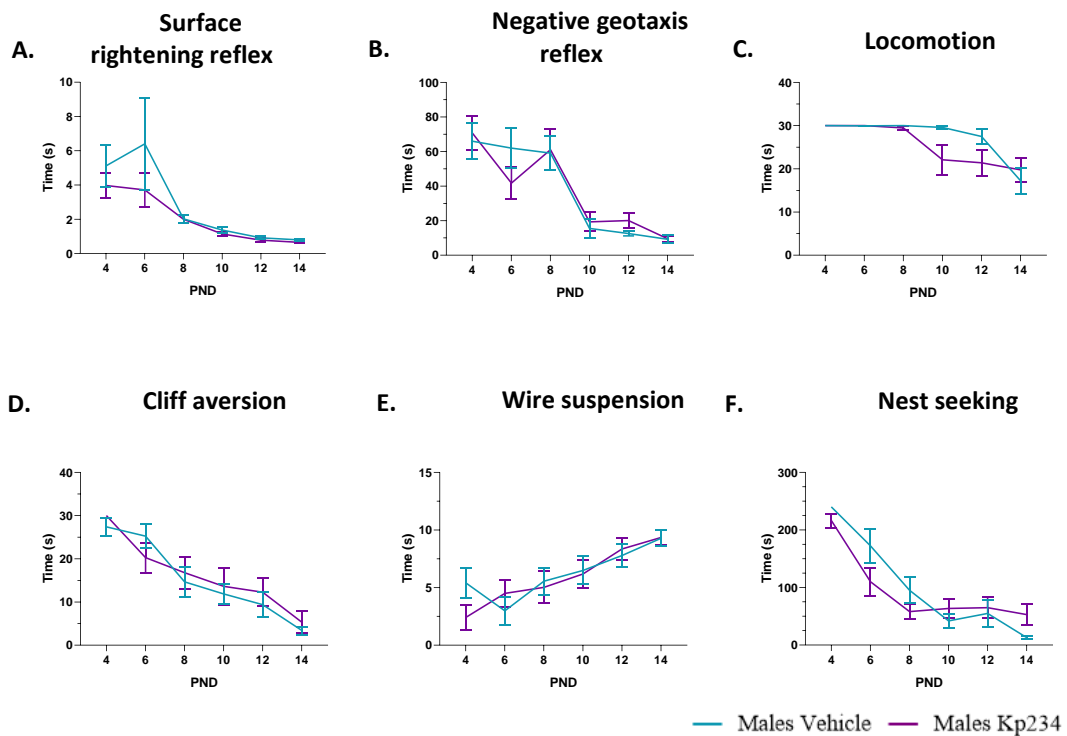 A.
Surface
rightening reflex
10
8
6
4
2
0
Time (s)
4 6 8 10 12 14
PND
B.
Negative geotaxis
reflex
100
80
60
40
20
0
Time (s)
4 6 8 10 12 14
PND
C.
Locomotion
40
30
20
10
0
Time (s)
4 6 8 10 12 14
PND
D.
Cliff aversion
40
30
20
10
0
Time (s)
4 6 8 10 12 14
PND
E.
Wire suspension
15
10
5
0
Time (s)
4 6 8 10 12 14
PND
F.
Nest seeking
300
200
100
0
Time (s)
4 6 8 10 12 14
PND
Males Vehicle Males Kp234